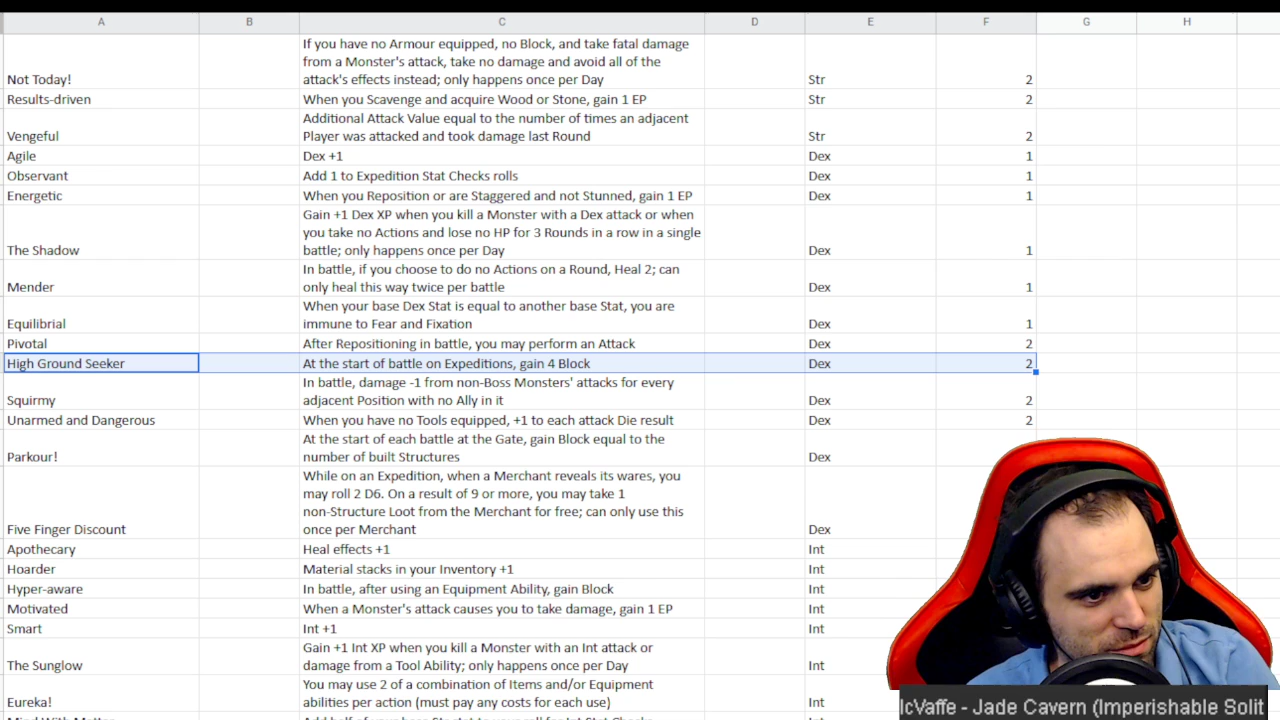 A B C D E F G H
If you have no Armour equipped, no Block, and take fatal damage
from a Monster's attack, take no damage and avoid all of the
Not Today! attack's effects instead; only happens once per Day Str 2
Results-driven When you Scavenge and acquire Wood or Stone, gain 1 EP Str 2
Additional Attack Value equal to the number of times an adjacent
Vengeful Player was attacked and took damage last Round Str 2
Agile Dex +1 Dex 1
Observant Add 1 to Expedition Stat Checks rolls Dex 1
Energetic When you Reposition or are Staggered and not Stunned, gain 1 EP Dex 1
Gain +1 Dex XP when you kill a Monster with a Dex attack or when
you take no Actions and lose no HP for 3 Rounds in a row in a single
The Shadow battle; only happens once per Day Dex 1
In battle, if you choose to do no Actions on a Round, Heal 2; can
Mender only heal this way twice per battle Dex 1
When your base Dex Stat is equal to another base Stat, you are
Equilibrial immune to Fear and Fixation Dex 1
Pivotal After Repositioning in battle, you may perform an Attack Dex 2
High Ground Seeker At the start of battle on Expeditions, gain 4 Block Dex 2
In battle, damage -1 from non-Boss Monsters' attacks for every
Squirmy adjacent Position with no Ally in it Dex 2
Unarmed and Dangerous When you have no Tools equipped, +1 to each attack Die result Dex 2
At the start of each battle at the Gate, gain Block equal to the
Parkour! number of built Structures Dex
While on an Expedition, when a Merchant reveals its wares, you
may roll 2 D6. On a result of 9 or more, you may take 1
non-Structure Loot from the Merchant for free; can only use this
Five Finger Discount once per Merchant Dex
Apothecary Heal effects +1 Int
Hoarder Material stacks in your Inventory +1 Int
Hyper-aware In battle, after using an Equipment Ability, gain Block Int
Motivated When a Monster's attack causes you to take damage, gain 1 EP Int
Smart Int +1 Int
Gain +1 Int XP when you kill a Monster with an Int attack or
The Sunglow damage from a Tool Ability; only happens once per Day Int
You may use 2 of a combination of Items and/or Equipment
Eureka! abilities per action (must pay any costs for each use) Int
cVaffe - Jade Cavern (Imperishable Solit